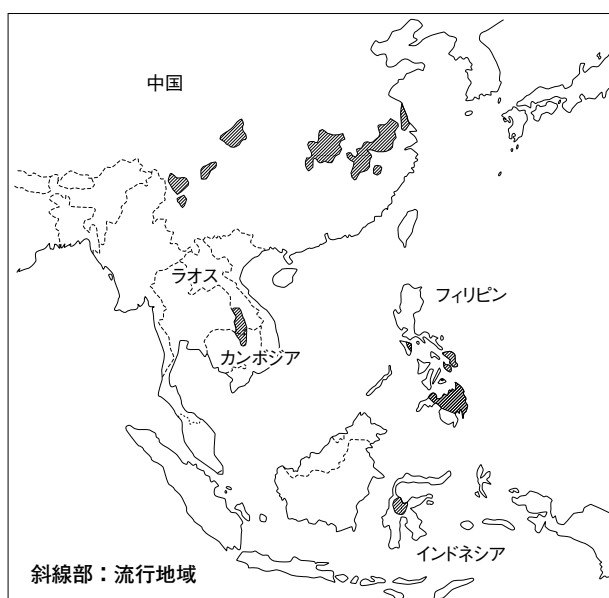 中国
ラオス
フィリピン
カンボジア
インドネシア
斜線部：流行地域